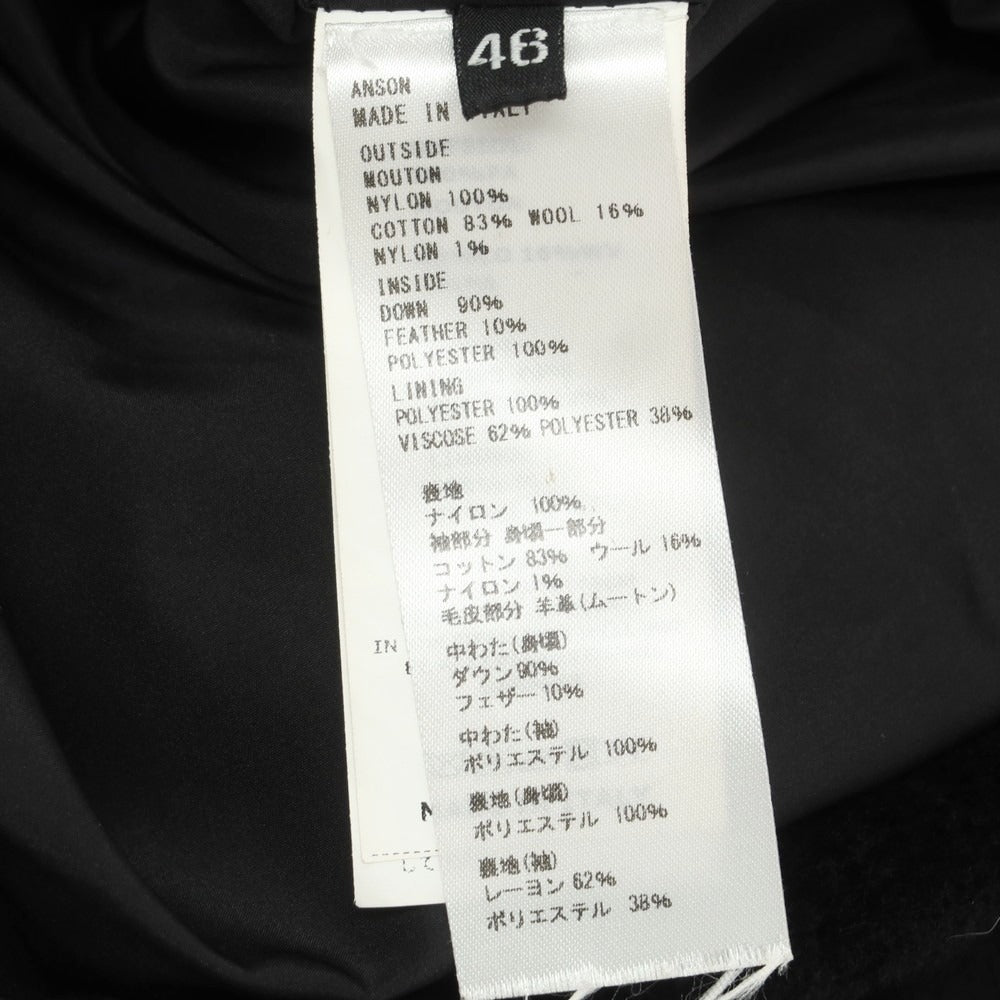 46
ANSON
MADE IN ITALY
OUTSIDE
MOUTON
NYLON 100%
COTTON 83% WOOL 16%
NYLON 1%
INSIDE
DOWN 90%
FEATHER 10%
POLYESTER 100%
LINING
POLYESTER 100%
VISCOSE 62% POLYESTER 38%
表地
ナイロン 100%
袖部分 身頃一部分
コットン 83% ウール 16%
ナイロン 1%
毛皮部分 羊革(ムートン)
中わた(身頃)
ダウン 90%
フェザー 10%
中わた(袖)
ポリエステル 100%
裏地(身頃)
ポリエステル 100%
裏地(袖)
レーヨン 62%
ポリエステル 38%
IN